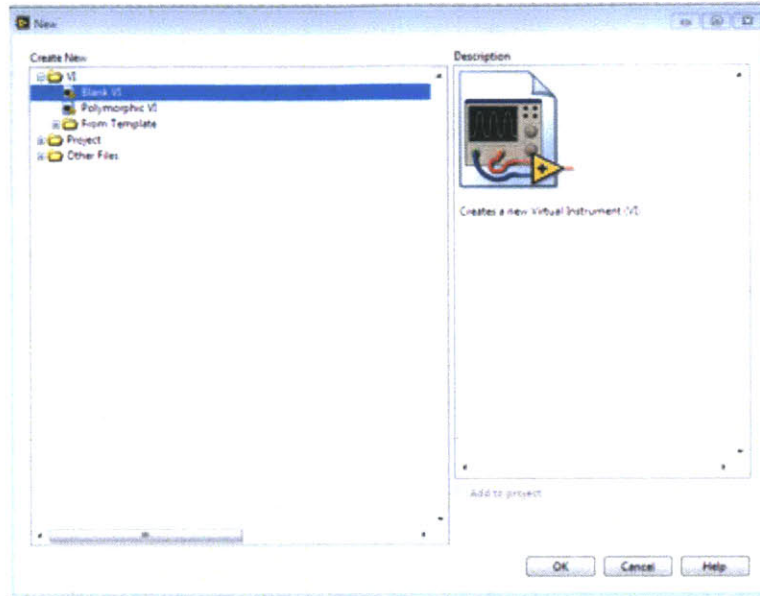 New
Create New
VI
Blank VI
Polymorphic VI
From Template
Project
Other Files
Description
Creates a new Virtual Instrument (VI)
Add to project
OK
Cancel
Help